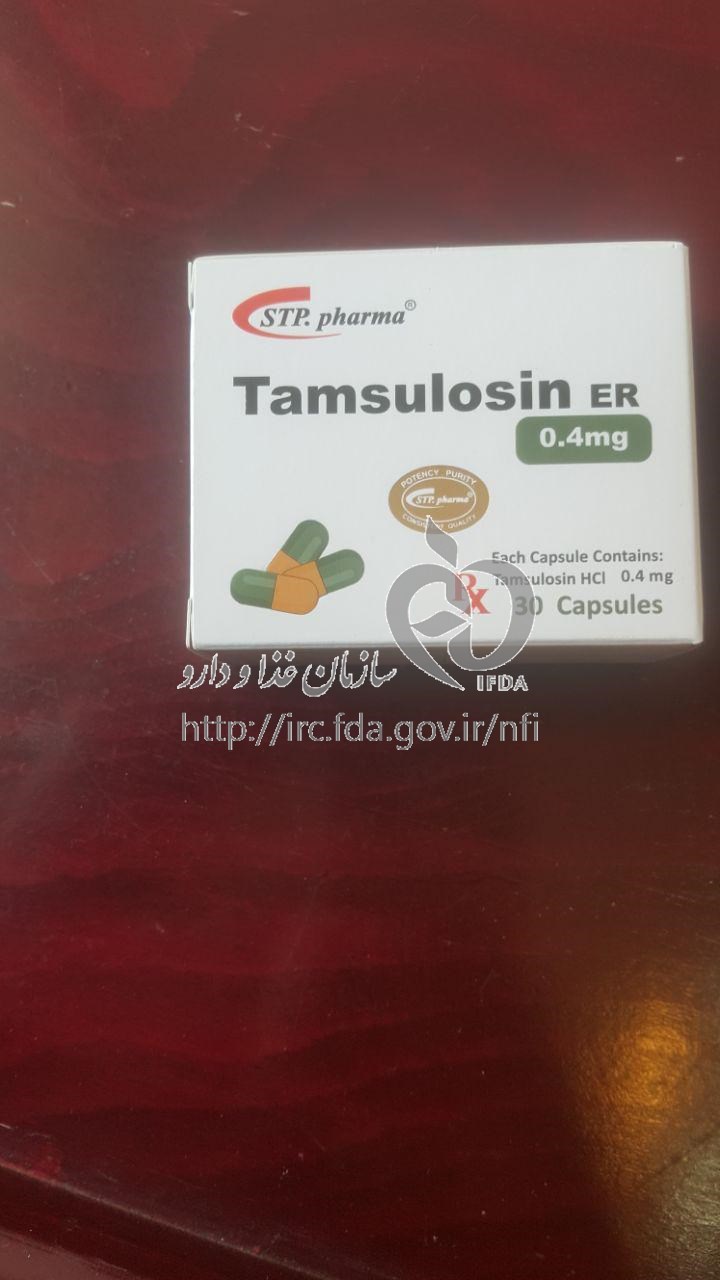 STP. pharma®
Tamsulosin ER
0.4mg
POTENCY PURITY
STP. pharma®
CONSISTENT QUALITY
Each Capsule Contains:
Tamsulosin HCl 0.4 mg
Rx 30 Capsules
سازمان غذا و دارو
IFDA
http://irc.fda.gov.ir/nfi